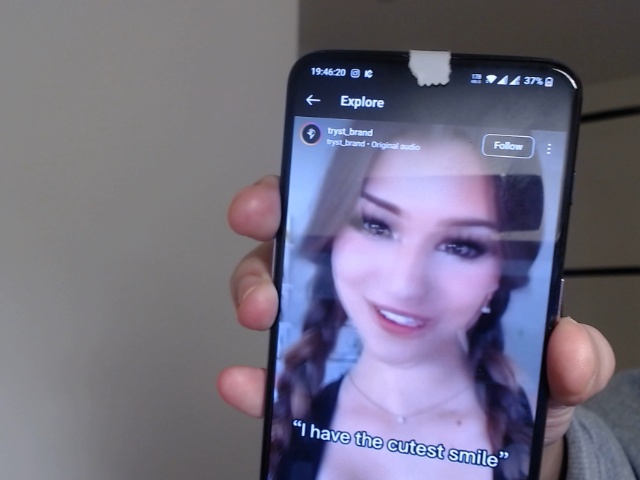 19:46:20
37%
Explore
tryst_brand
tryst_brand • Original audio
Follow
“I have the cutest smile”